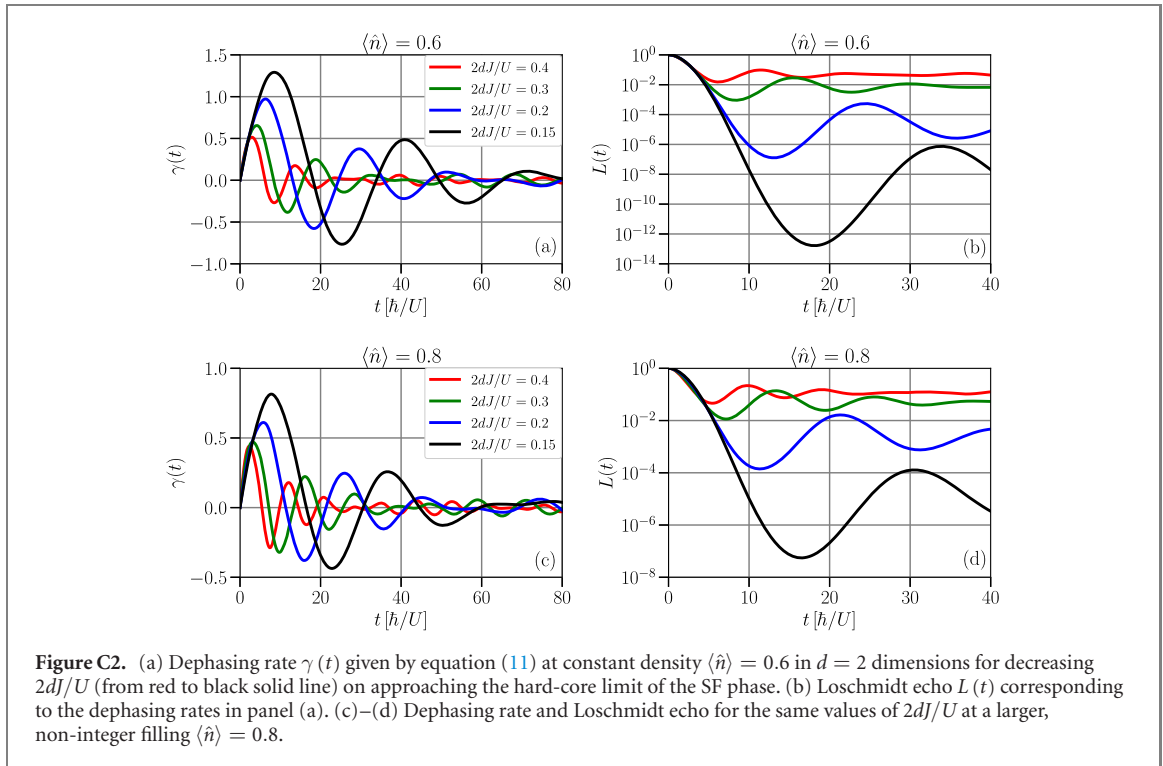 ⟨n̂⟩ = 0.6
1.5
1.0
0.5
0.0
−0.5
−1.0
γ(t)
2dJ/U = 0.4
2dJ/U = 0.3
2dJ/U = 0.2
2dJ/U = 0.15
(a)
0 20 40 60 80
t [ħ/U]
⟨n̂⟩ = 0.6
10⁰
10⁻²
10⁻⁴
10⁻⁶
10⁻⁸
10⁻¹⁰
10⁻¹²
10⁻¹⁴
L(t)
(b)
0 10 20 30 40
t [ħ/U]
⟨n̂⟩ = 0.8
1.0
0.5
0.0
−0.5
γ(t)
2dJ/U = 0.4
2dJ/U = 0.3
2dJ/U = 0.2
2dJ/U = 0.15
(c)
0 20 40 60 80
t [ħ/U]
⟨n̂⟩ = 0.8
10⁰
10⁻²
10⁻⁴
10⁻⁶
10⁻⁸
L(t)
(d)
0 10 20 30 40
t [ħ/U]
Figure C2. (a) Dephasing rate γ (t) given by equation (11) at constant density ⟨n̂⟩ = 0.6 in d = 2 dimensions for decreasing
2dJ/U (from red to black solid line) on approaching the hard-core limit of the SF phase. (b) Loschmidt echo L (t) corresponding
to the dephasing rates in panel (a). (c)–(d) Dephasing rate and Loschmidt echo for the same values of 2dJ/U at a larger,
non-integer filling ⟨n̂⟩ = 0.8.